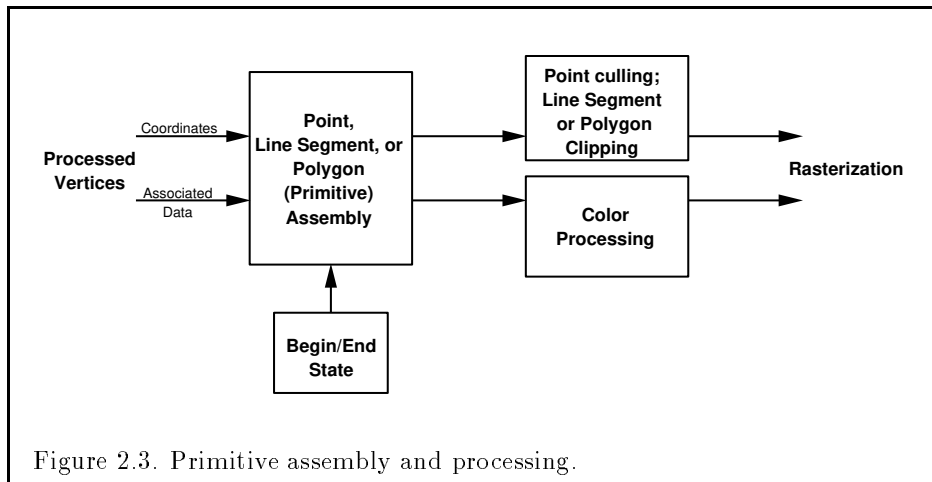 Processed
Vertices
Coordinates
Associated
Data
Point,
Line Segment, or
Polygon
(Primitive)
Assembly
Begin/End
State
Point culling;
Line Segment
or Polygon
Clipping
Color
Processing
Rasterization
Figure 2.3. Primitive assembly and processing.